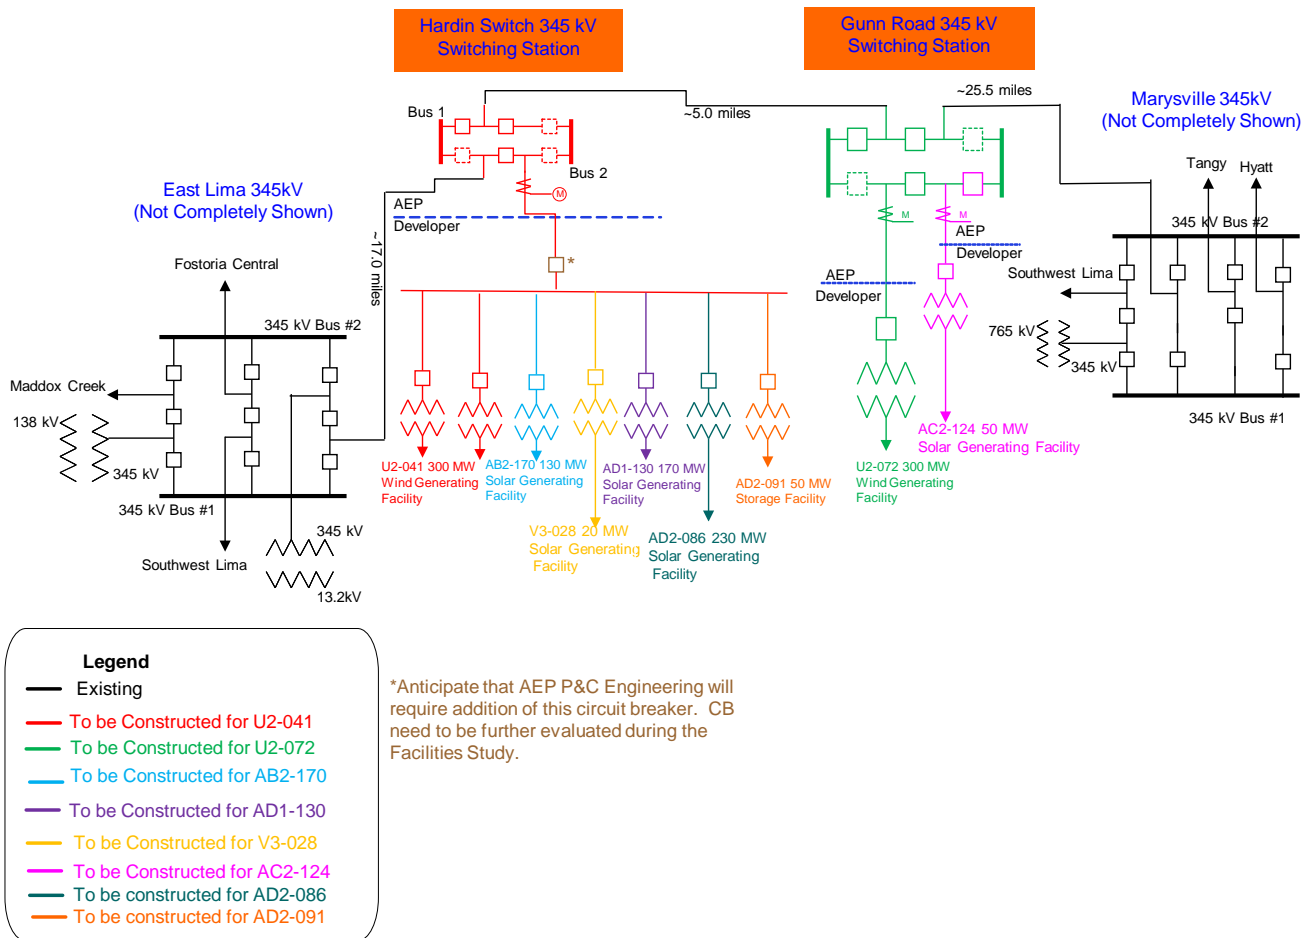 Hardin Switch 345 kV
Switching Station
Gunn Road 345 kV
Switching Station
~25.5 miles
Marysville 345kV
(Not Completely Shown)
Bus 1
~5.0 miles
Bus 2
M
Tangy
Hyatt
East Lima 345kV
(Not Completely Shown)
AEP
Developer
M
M
AEP
Developer
345 kV Bus #2
~17.0 miles
Fostoria Central
*
AEP
Developer
Southwest Lima
765 kV
345 kV
345 kV Bus #2
Maddox Creek
138 kV
345 kV
345 kV Bus #1
345 kV Bus #1
Southwest Lima
345 kV
13.2kV
U2-041 300 MW
Wind Generating
Facility
AB2-170 130 MW
Solar Generating
Facility
AD1-130 170 MW
Solar Generating
Facility
AD2-091 50 MW
Storage Facility
U2-072 300 MW
Wind Generating
Facility
AC2-124 50 MW
Solar Generating Facility
V3-028 20 MW
Solar Generating
Facility
AD2-086 230 MW
Solar Generating
Facility
Legend
Existing
To be Constructed for U2-041
To be Constructed for U2-072
To be Constructed for AB2-170
To be Constructed for AD1-130
To be Constructed for V3-028
To be Constructed for AC2-124
To be constructed for AD2-086
To be constructed for AD2-091
*Anticipate that AEP P&C Engineering will
require addition of this circuit breaker. CB
need to be further evaluated during the
Facilities Study.